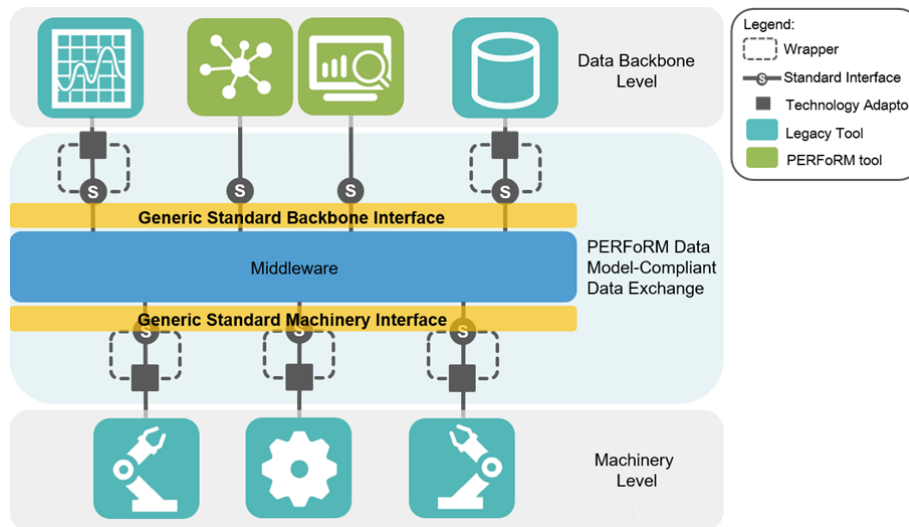 Data Backbone
Level
Legend:
Wrapper
S
Standard Interface
Technology Adapto
Legacy Tool
PERFoRM tool
S
S
S
S
Generic Standard Backbone Interface
Middleware
PERFoRM Data
Model-Compliant
Data Exchange
Generic Standard Machinery Interface
S
S
S
Machinery
Level